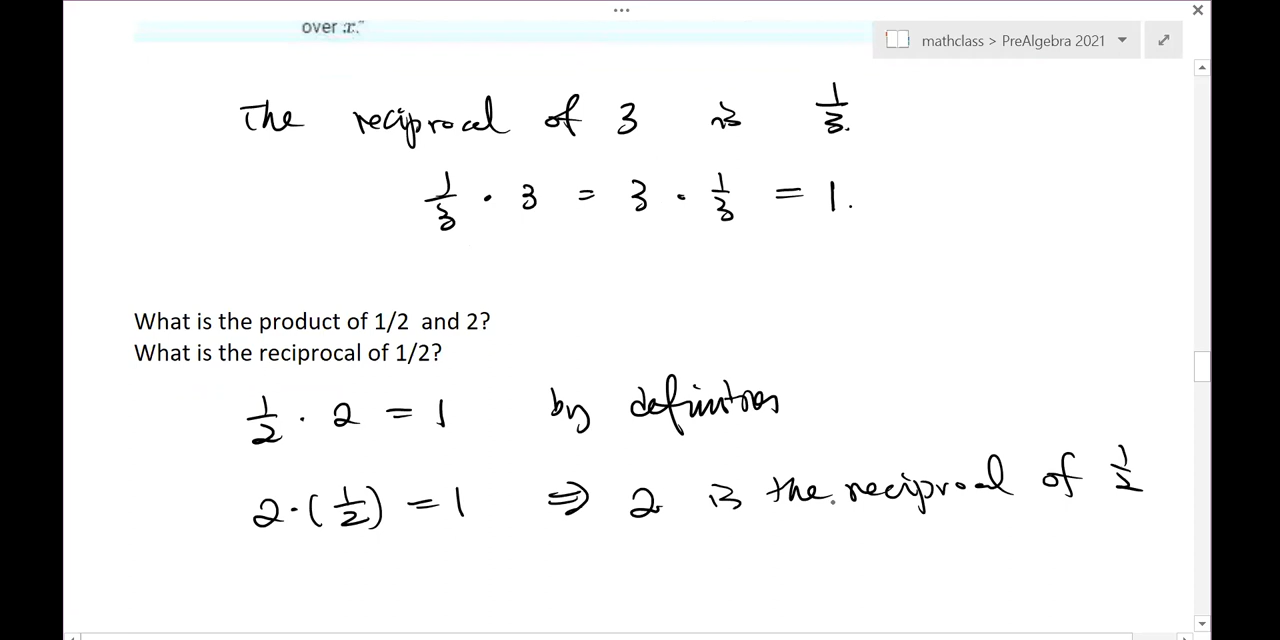 over x."
mathclass > PreAlgebra 2021
The reciprocal of 3 is 1/3.
1/3 · 3 = 3 · 1/3 = 1.
What is the product of 1/2 and 2?
What is the reciprocal of 1/2?
1/2 · 2 = 1 by definition
2·(1/2) = 1 ⇒ 2 is the reciprocal of 1/2